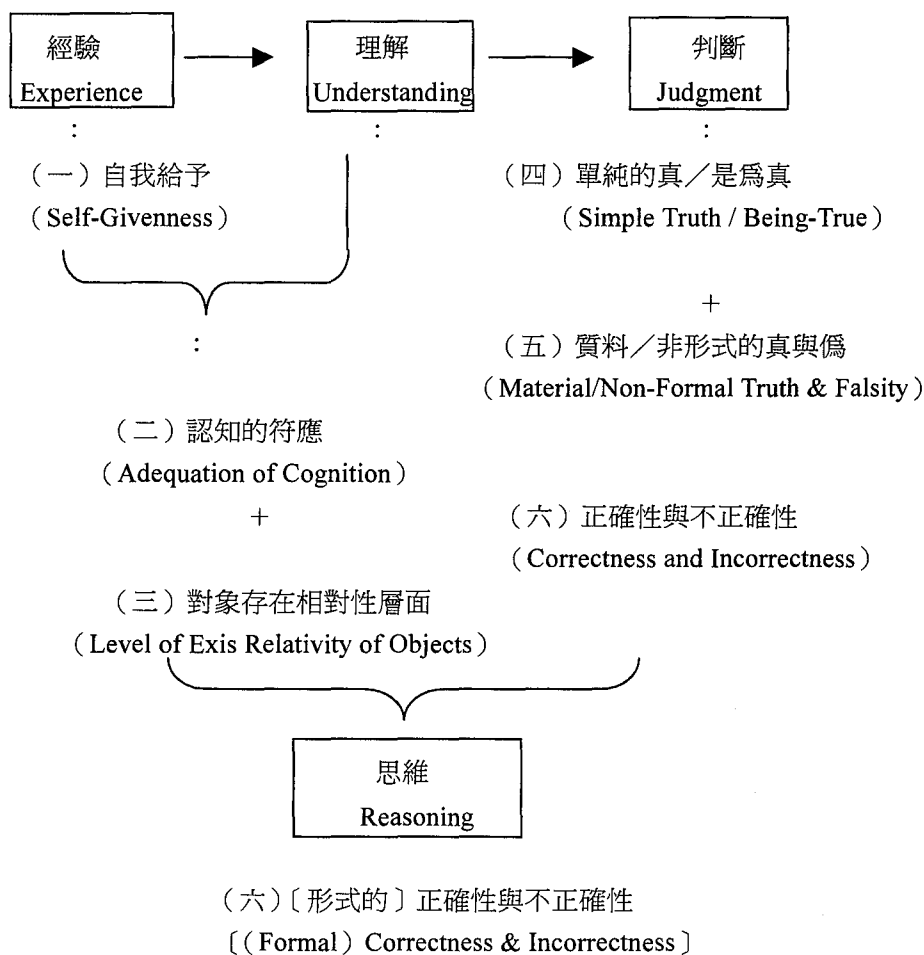 經驗
Experience
理解
Understanding
判斷
Judgment
:
:
:
（一）自我給予
（Self-Givenness）
（四）單純的真／是爲真
（Simple Truth / Being-True）
+
（五）質料／非形式的真與僞
（Material/Non-Formal Truth & Falsity）
:
（二）認知的符應
（Adequation of Cognition）
+
（三）對象存在相對性層面
（Level of Exis Relativity of Objects）
（六）正確性與不正確性
（Correctness and Incorrectness）
思維
Reasoning
（六）〔形式的〕正確性與不正確性
〔(Formal）Correctness & Incorrectness〕